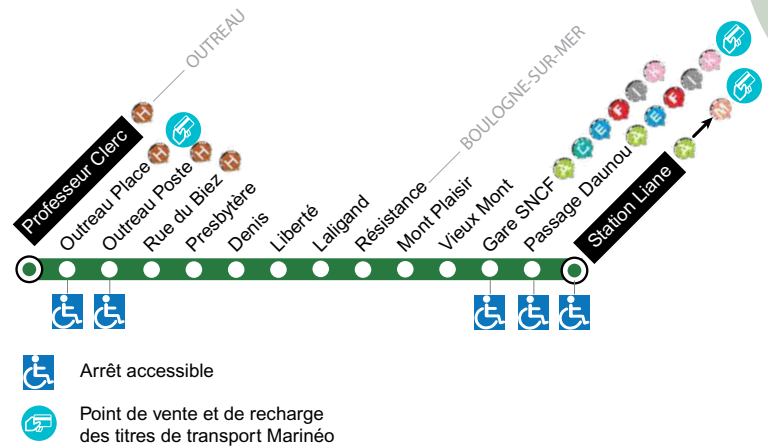 OUTREAU
BOULOGNE-SUR-MER
Professeur Clerc
H
Outreau Place
H
Outreau Poste
H
Rue du Biez
H
Presbytère
Denis
Liberté
Laligand
Résistance
Mont Plaisir
Vieux Mont
Gare SNCF
A C E F I K
Passage Daunou
A E F I K
Station Liane
A
Arrêt accessible
Point de vente et de recharge
des titres de transport Marinéo